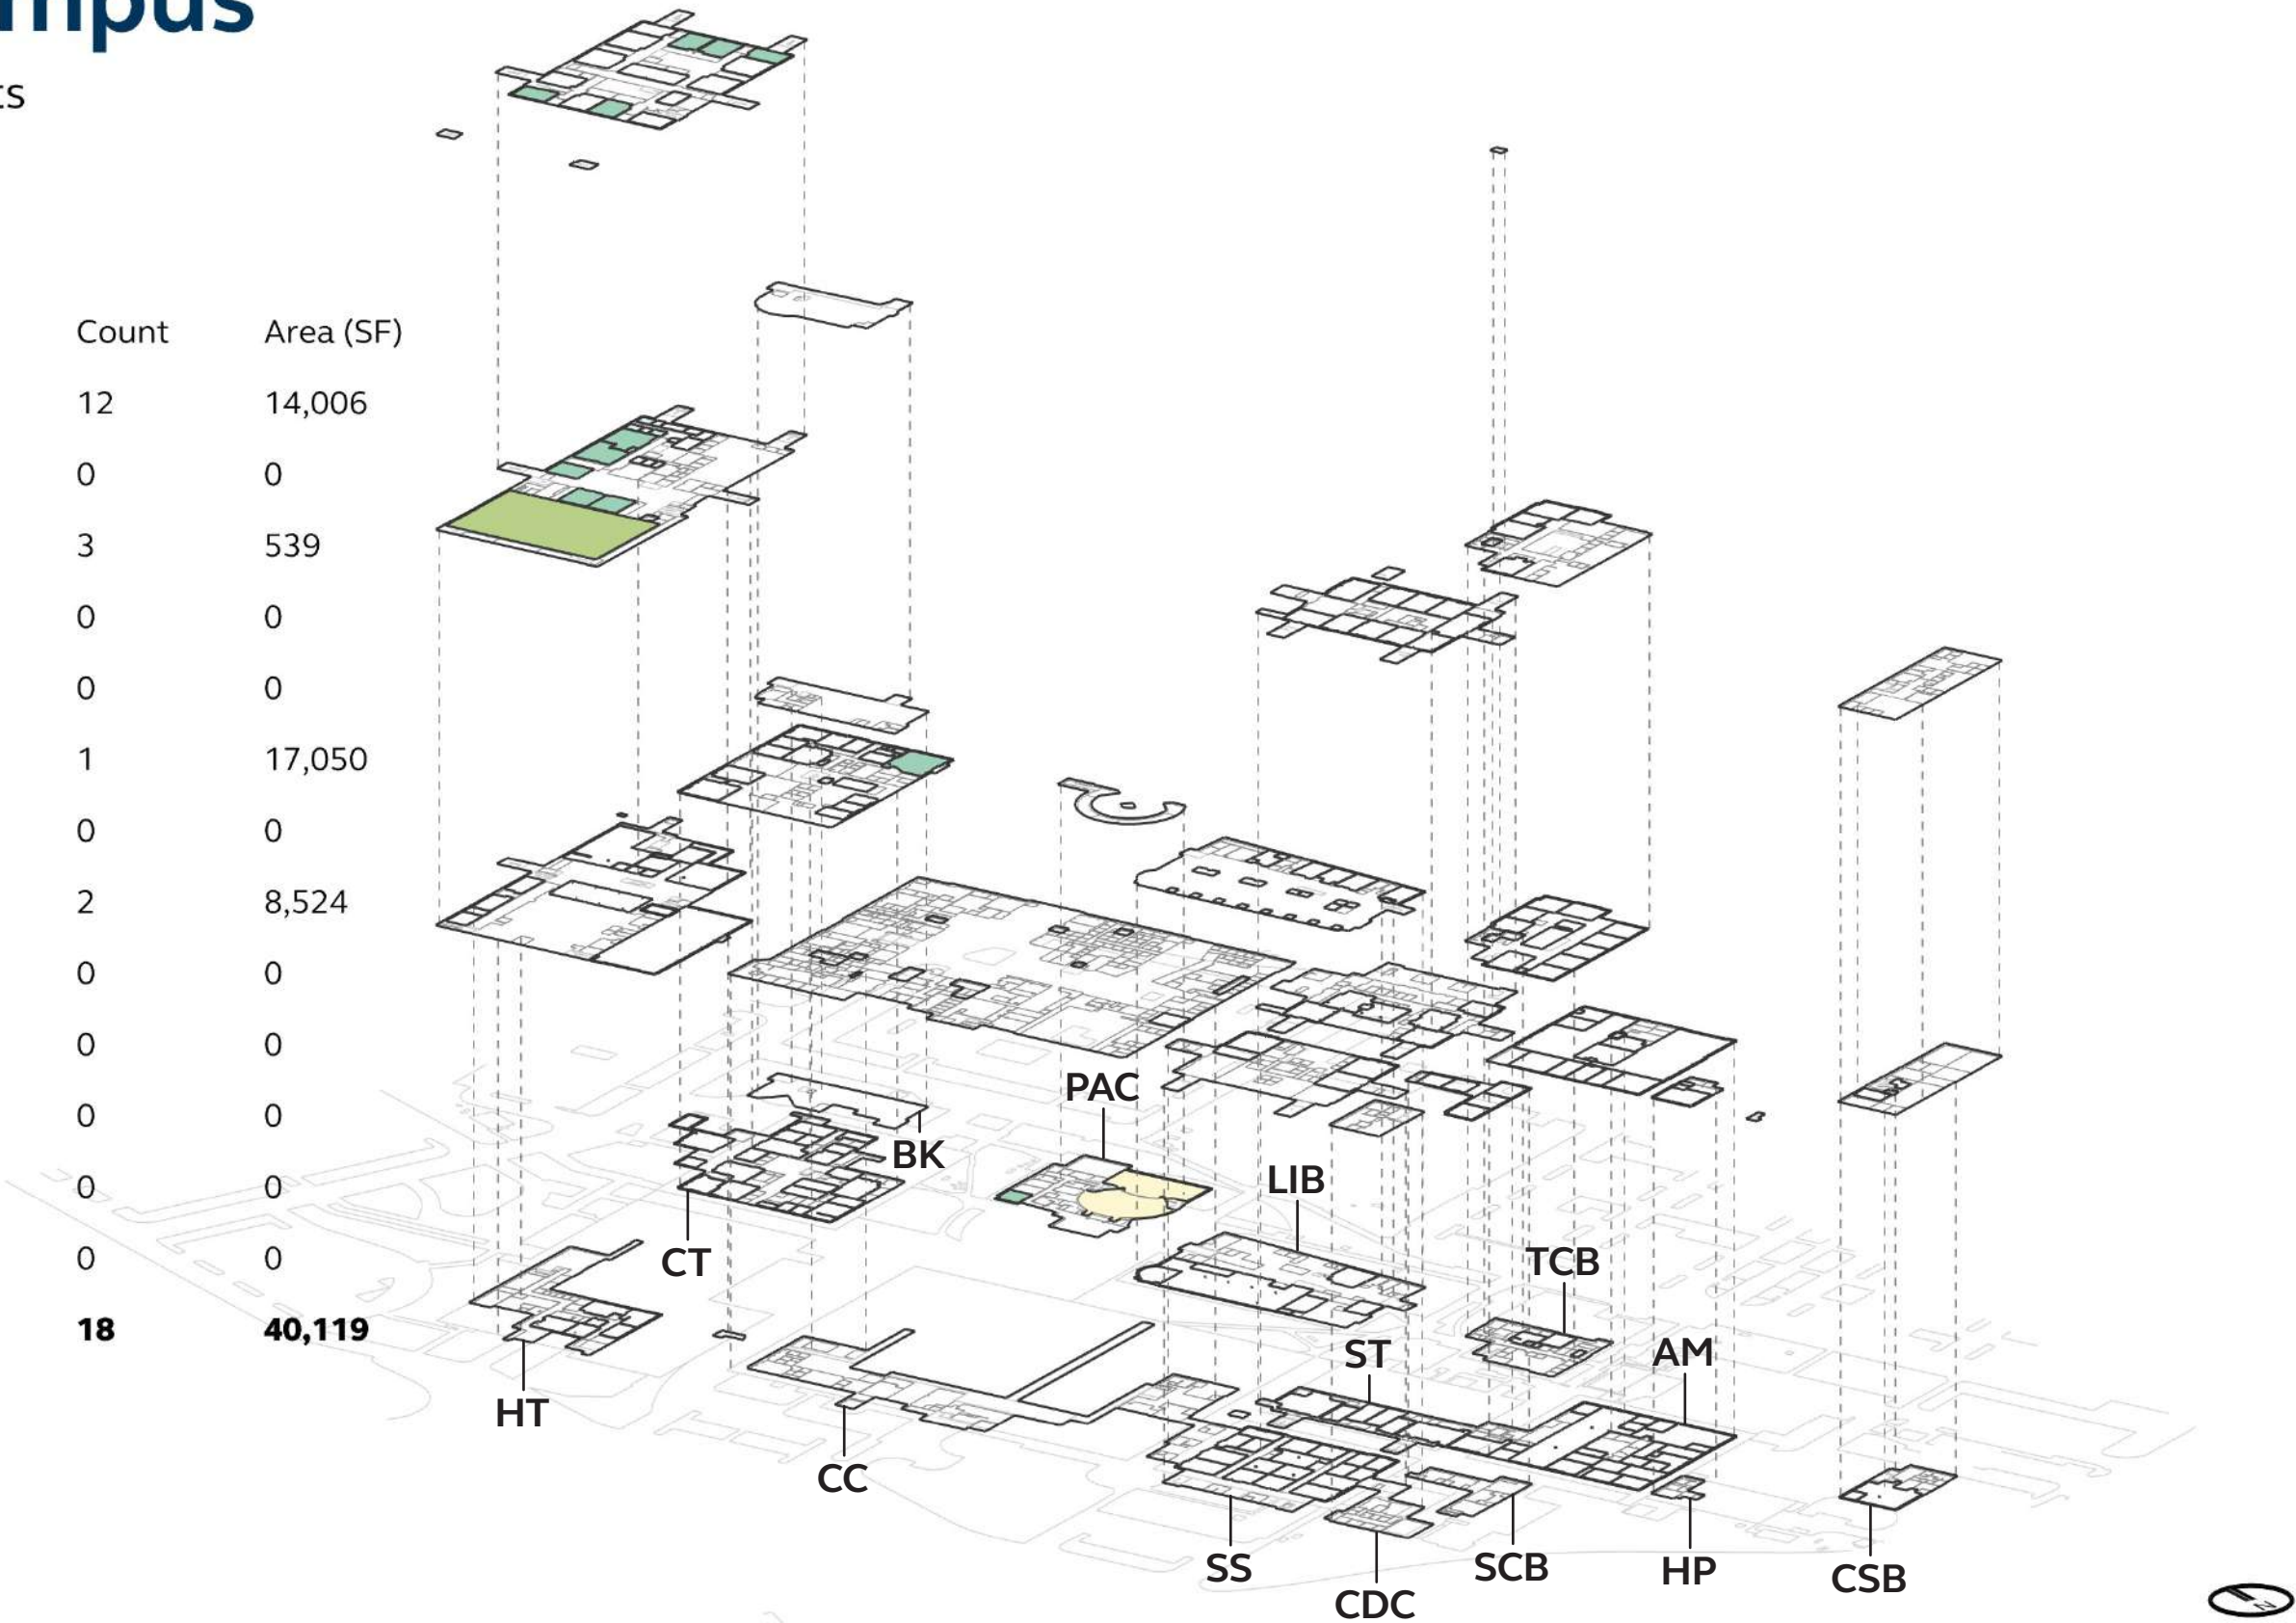 mpus
ts
Count Area (SF)
12 14,006
0 0
3 539
0 0
0 0
1 17,050
0 0
2 8,524
0 0
0 0
0 0
0 0
0 0
18 40,119
PAC
BK
LIB
CT
TCB
ST
AM
HT
CC
SS
SCB
HP
CSB
CDC
N